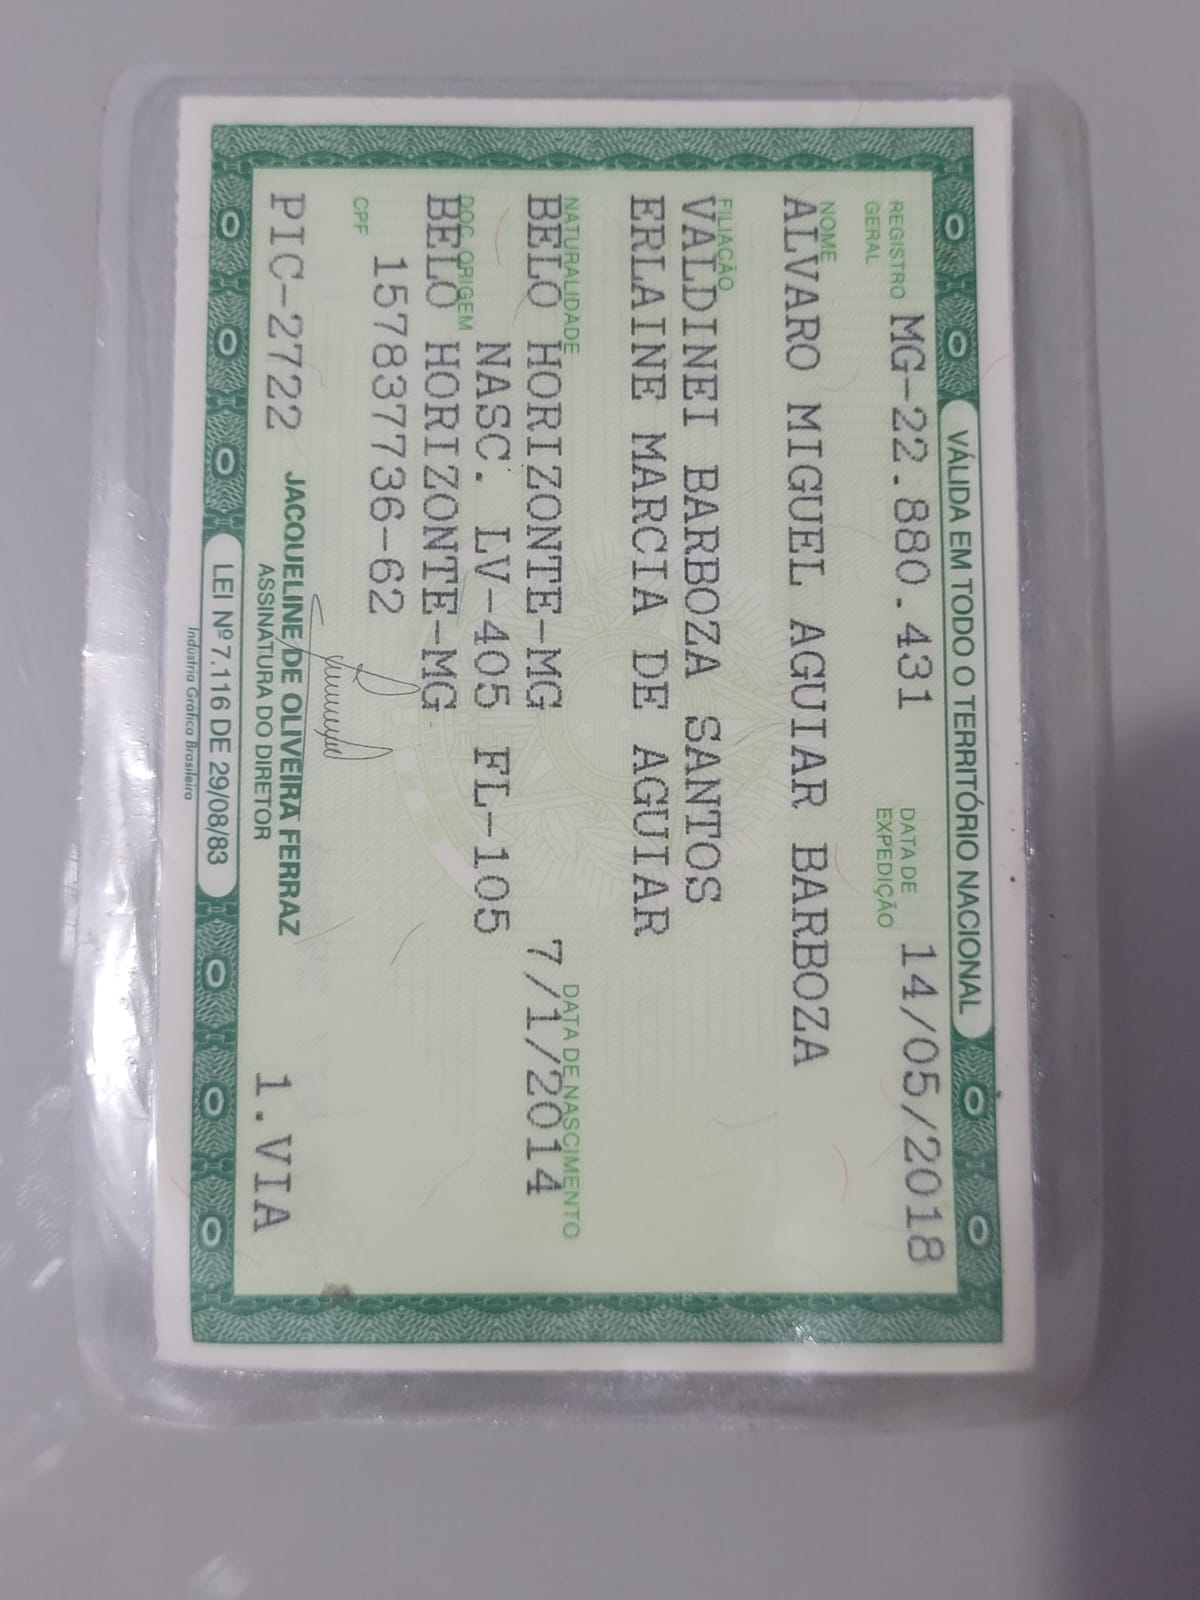 VÁLIDA EM TODO O TERRITÓRIO NACIONAL
REGISTRO GERAL MG-22.880.431 DATA DE EXPEDIÇÃO 14/05/2018
NOME
ALVARO MIGUEL AGUIAR BARBOZA
FILIAÇÃO
VALDINEI BARBOZA SANTOS
ERLAINE MARCIA DE AGUIAR
NATURALIDADE DATA DE NASCIMENTO
BELO HORIZONTE-MG 7/1/2014
DOC ORIGEM NASC. LV-405 FL-105
BELO HORIZONTE-MG
CPF 157837736-62
PIC-2722 JACQUELINE DE OLIVEIRA FERRAZ 1.VIA
ASSINATURA DO DIRETOR
LEI Nº 7.116 DE 29/08/83
Industria Gráfica Brasileira